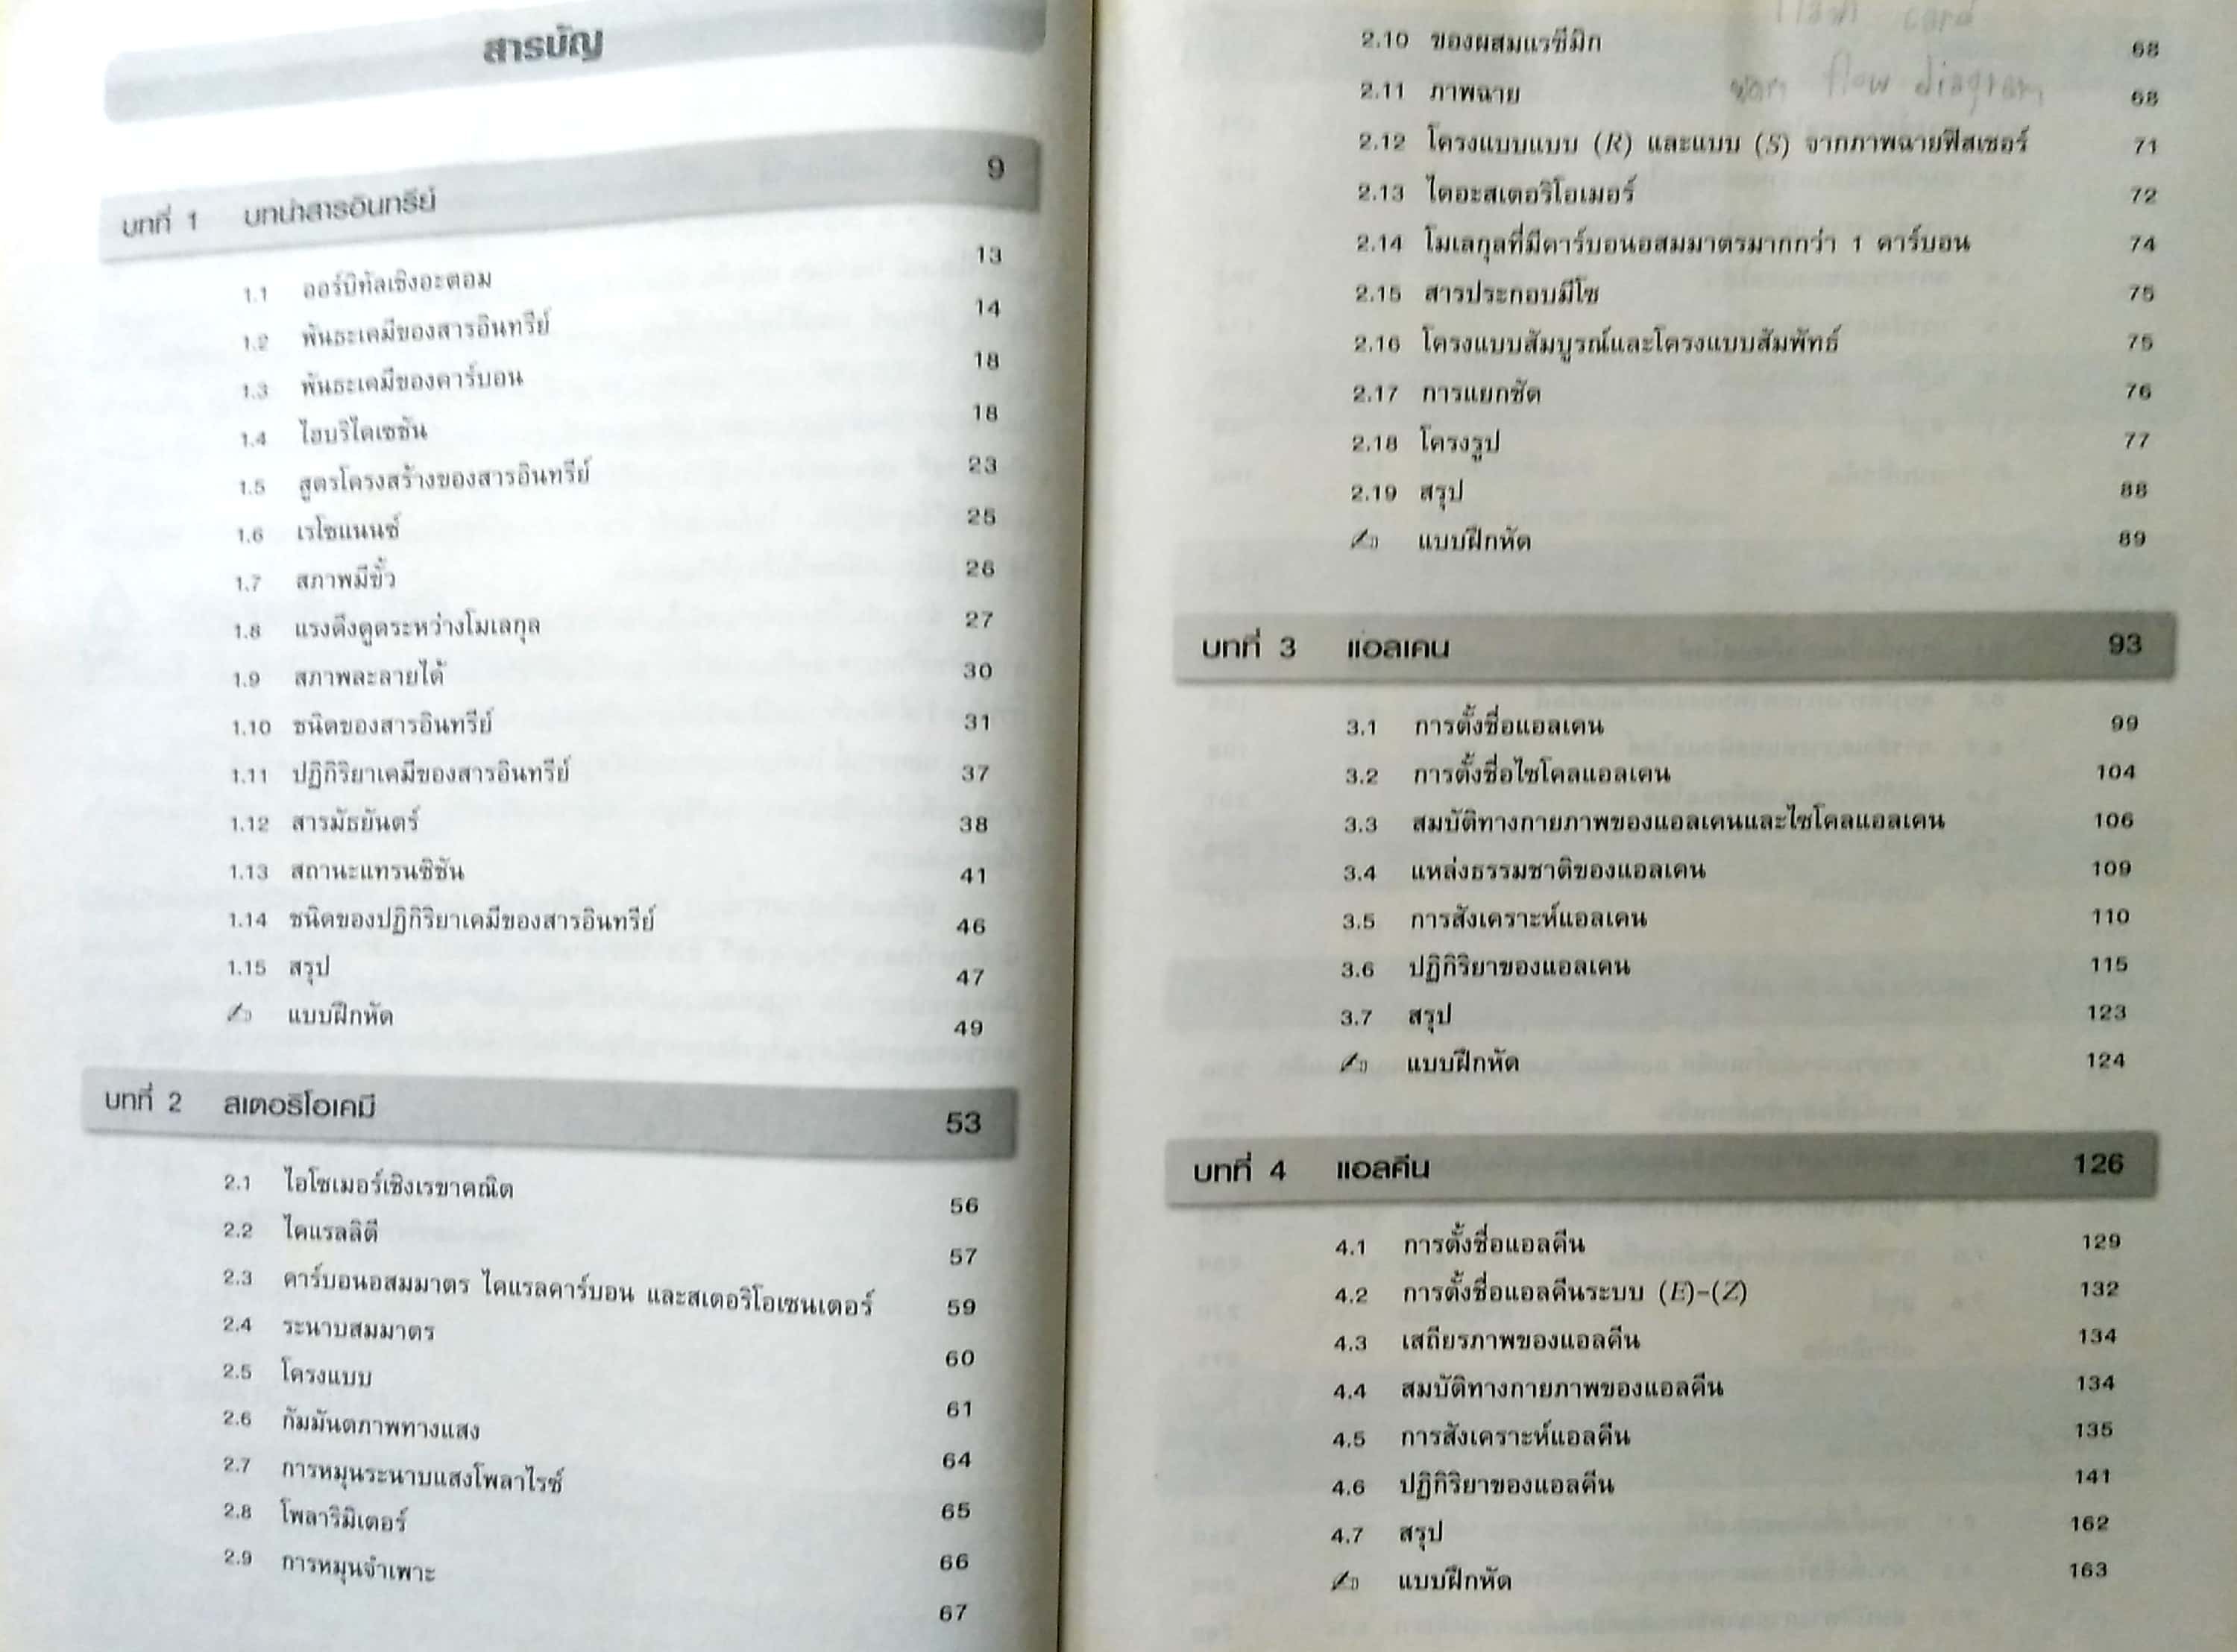 สารบัญ
บทที่ 1 บทนำสารอินทรีย์ 9
1.1 ออร์บิทัลเชิงอะตอม 13
1.2 พันธะเคมีของสารอินทรีย์ 14
1.3 พันธะเคมีของคาร์บอน 18
1.4 ไฮบริไดเซชัน 18
1.5 สูตรโครงสร้างของสารอินทรีย์ 23
1.6 เรโซแนนซ์ 25
1.7 สภาพมีขั้ว 26
1.8 แรงดึงดูดระหว่างโมเลกุล 27
1.9 สภาพละลายได้ 30
1.10 ชนิดของสารอินทรีย์ 31
1.11 ปฏิกิริยาเคมีของสารอินทรีย์ 37
1.12 สารมัธยันตร์ 38
1.13 สถานะแทรนซิชัน 41
1.14 ชนิดของปฏิกิริยาเคมีของสารอินทรีย์ 46
1.15 สรุป 47
✍ แบบฝึกหัด 49
บทที่ 2 สเตอริโอเคมี 53
2.1 ไอโซเมอร์เชิงเรขาคณิต 56
2.2 ไคแรลลิตี 57
2.3 คาร์บอนอสมมาตร ไคแรลคาร์บอน และสเตอริโอเซนเตอร์ 59
2.4 ระนาบสมมาตร 60
2.5 โครงแบบ 61
2.6 กัมมันตภาพทางแสง 64
2.7 การหมุนระนาบแสงโพลาไรซ์ 65
2.8 โพลาริมิเตอร์ 66
2.9 การหมุนจำเพาะ 67
card
flow diagram
2.10 ของผสมแรซีมิก 68
2.11 ภาพฉาย 68
2.12 โครงแบบแบบ (R) และแบบ (S) จากภาพฉายฟิสเชอร์ 71
2.13 ไดอะสเตอริโอเมอร์ 72
2.14 โมเลกุลที่มีคาร์บอนอสมมาตรมากกว่า 1 คาร์บอน 74
2.15 สารประกอบมีโซ 75
2.16 โครงแบบสัมบูรณ์และโครงแบบสัมพัทธ์ 75
2.17 การแยกชัด 76
2.18 โครงรูป 77
2.19 สรุป 88
✍ แบบฝึกหัด 89
บทที่ 3 แอลเคน 93
3.1 การตั้งชื่อแอลเคน 99
3.2 การตั้งชื่อไซโคลแอลเคน 104
3.3 สมบัติทางกายภาพของแอลเคนและไซโคลแอลเคน 106
3.4 แหล่งธรรมชาติของแอลเคน 109
3.5 การสังเคราะห์แอลเคน 110
3.6 ปฏิกิริยาของแอลเคน 115
3.7 สรุป 123
✍ แบบฝึกหัด 124
บทที่ 4 แอลคีน 126
4.1 การตั้งชื่อแอลคีน 129
4.2 การตั้งชื่อแอลคีนระบบ (E)-(Z) 132
4.3 เสถียรภาพของแอลคีน 134
4.4 สมบัติทางกายภาพของแอลคีน 134
4.5 การสังเคราะห์แอลคีน 135
4.6 ปฏิกิริยาของแอลคีน 141
4.7 สรุป 162
✍ แบบฝึกหัด 163